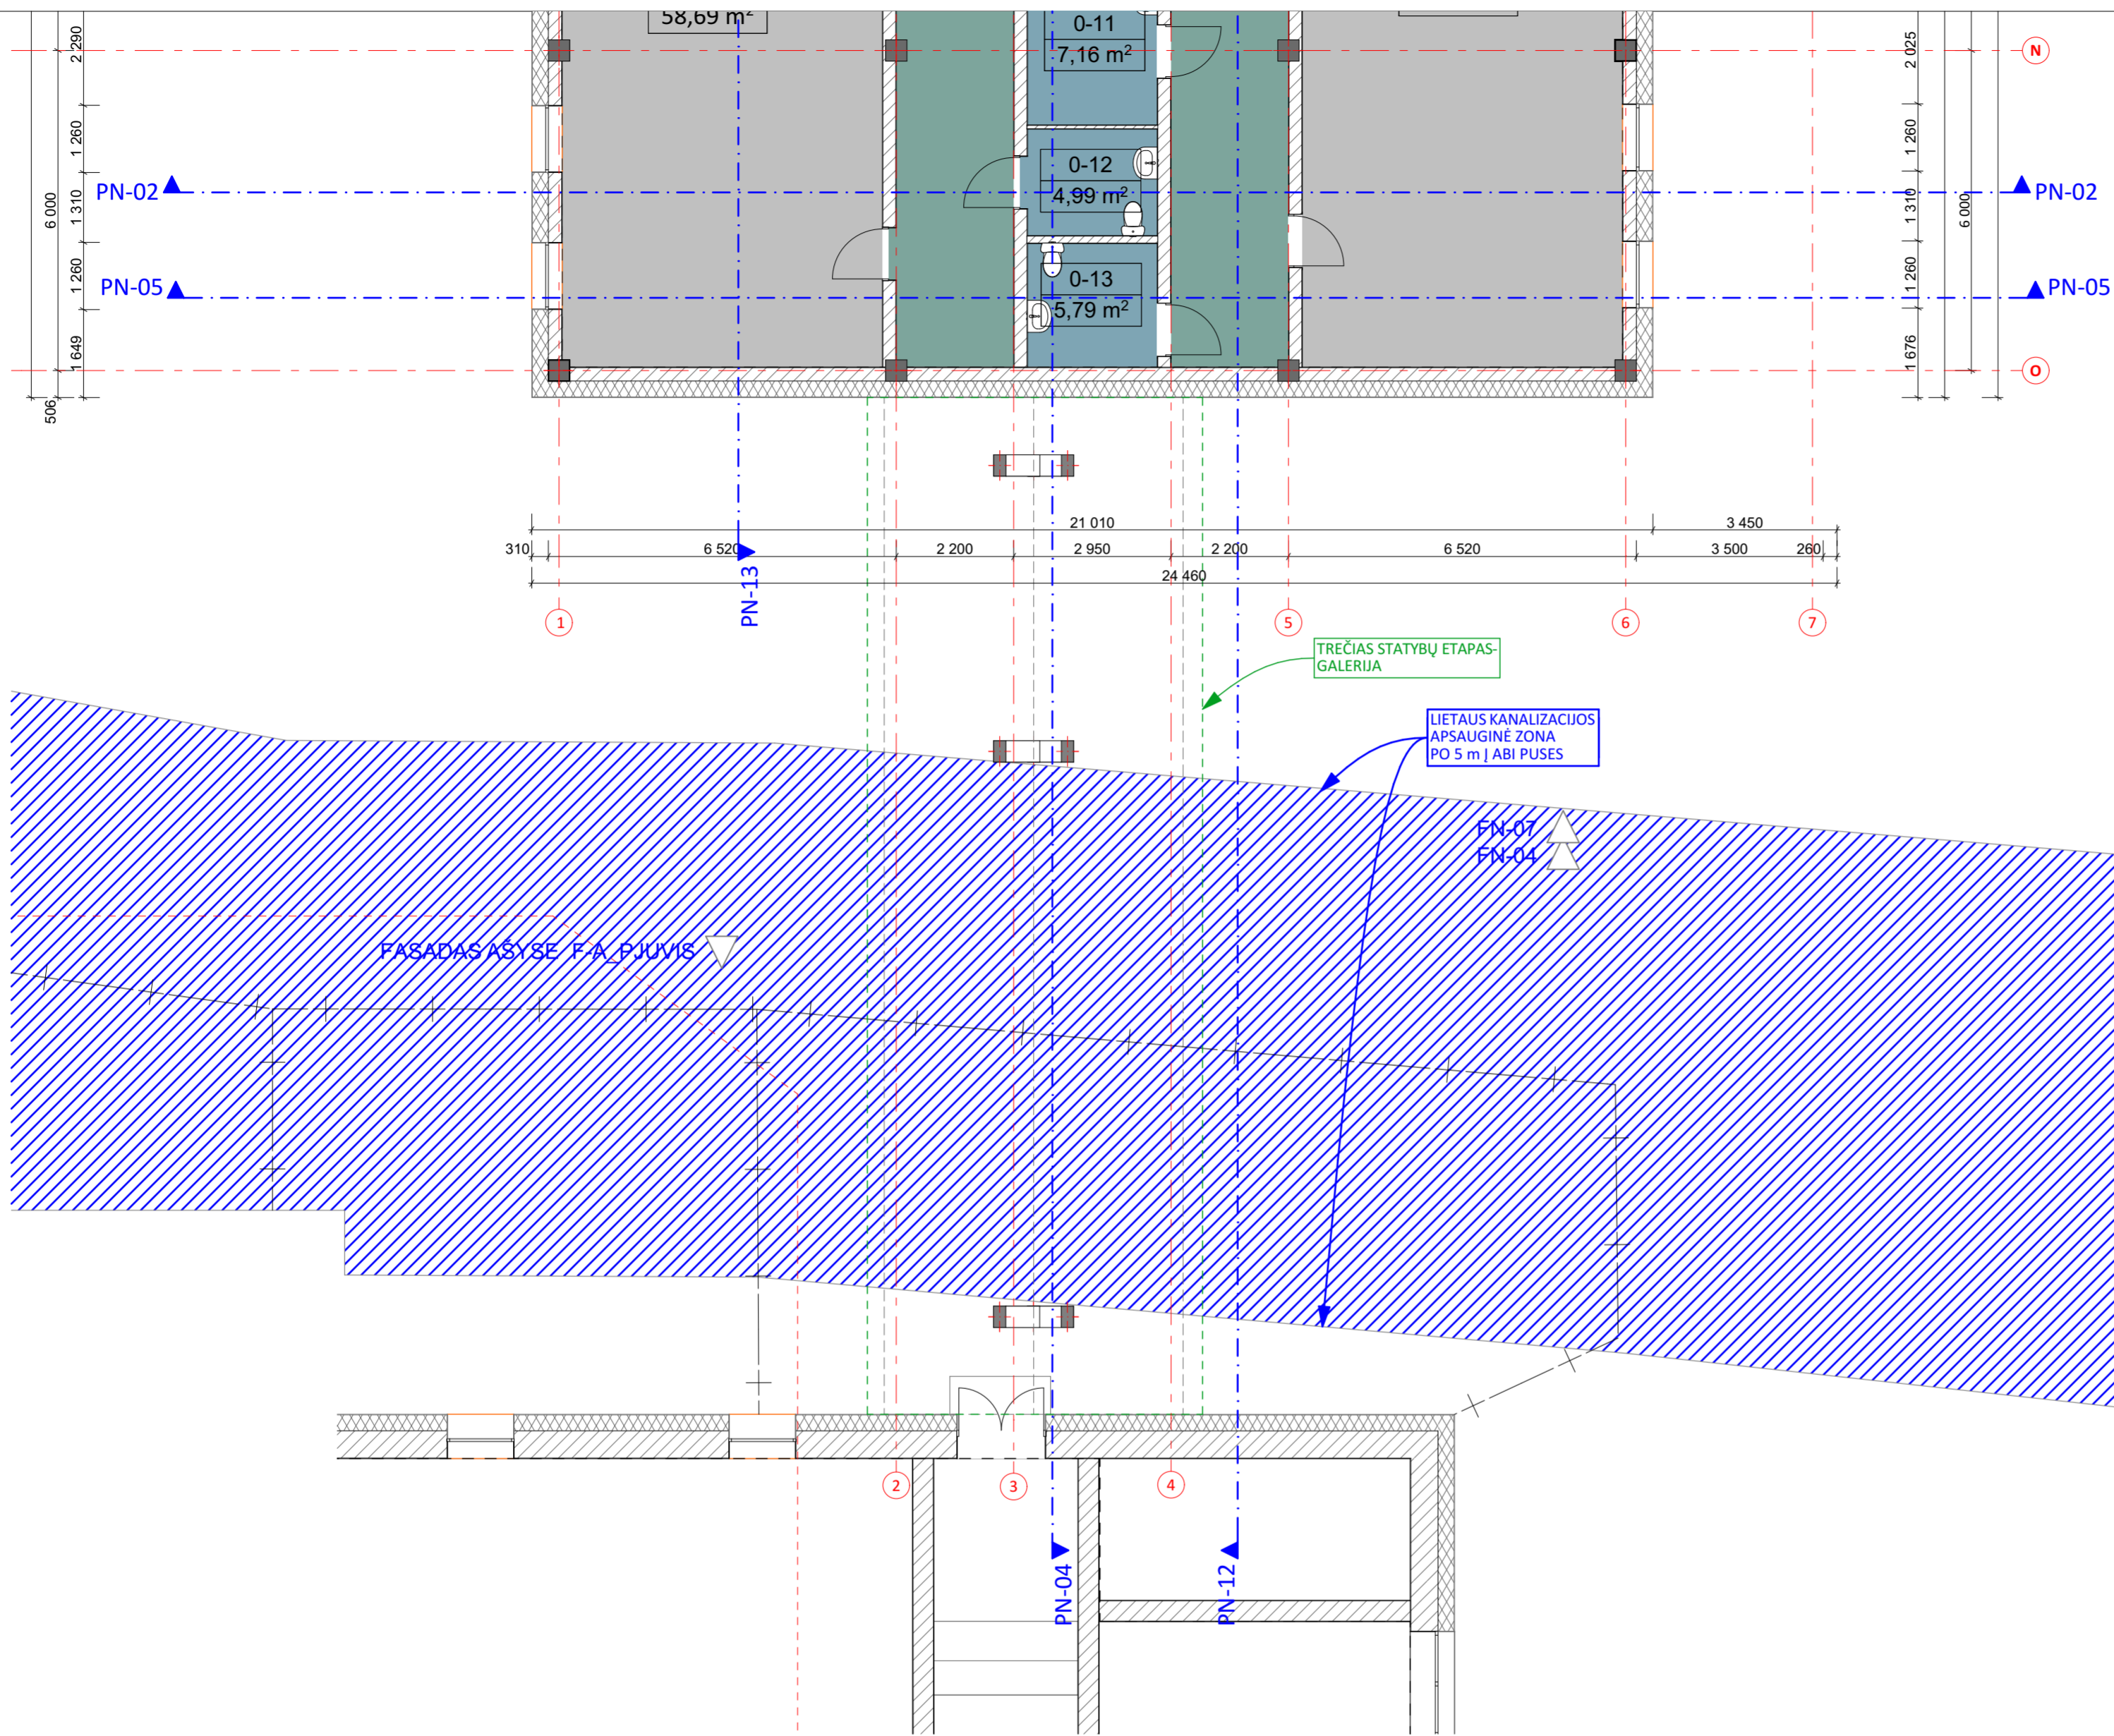 58,69 m²
0-11
7,16 m²
N
2 290
2 025
1 260
1 260
0-12
4,99 m²
PN-02
PN-02
6 000
1 310
1 310
6 000
0-13
5,79 m²
PN-05
PN-05
1 260
1 260
1 649
1 676
O
506
21 010
3 450
310
6 520
2 200
2 950
2 200
6 520
3 500
260
24 460
PN-13
1
5
6
7
TREČIAS STATYBŲ ETAPAS-
GALERIJA
LIETAUS KANALIZACIJOS
APSAUGINĖ ZONA
PO 5 m Į ABI PUSES
FN-07
FN-04
FASADAS AŠYSE F-A_PJUVIS
2
3
4
PN-04
PN-12